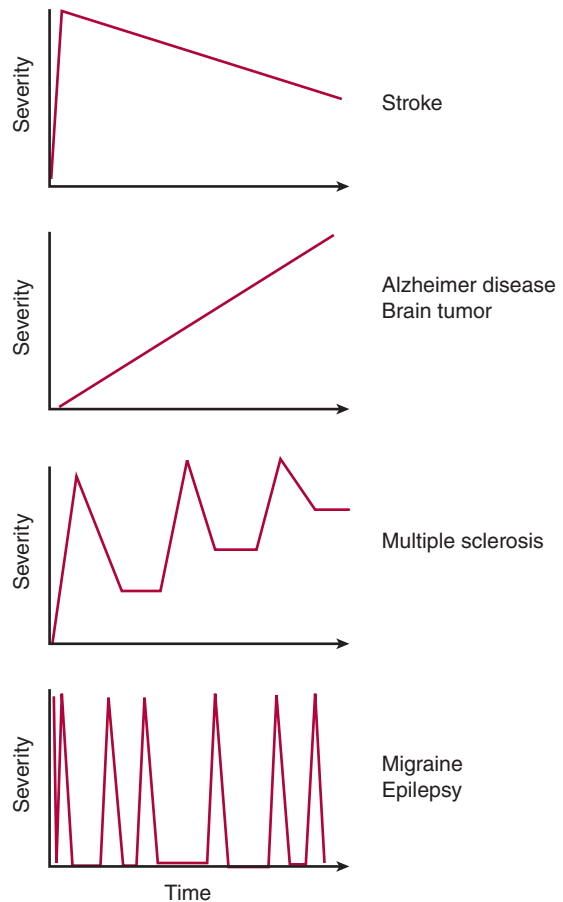 Severity
Stroke
Severity
Alzheimer disease
Brain tumor
Severity
Multiple sclerosis
Severity
Migraine
Epilepsy
Time